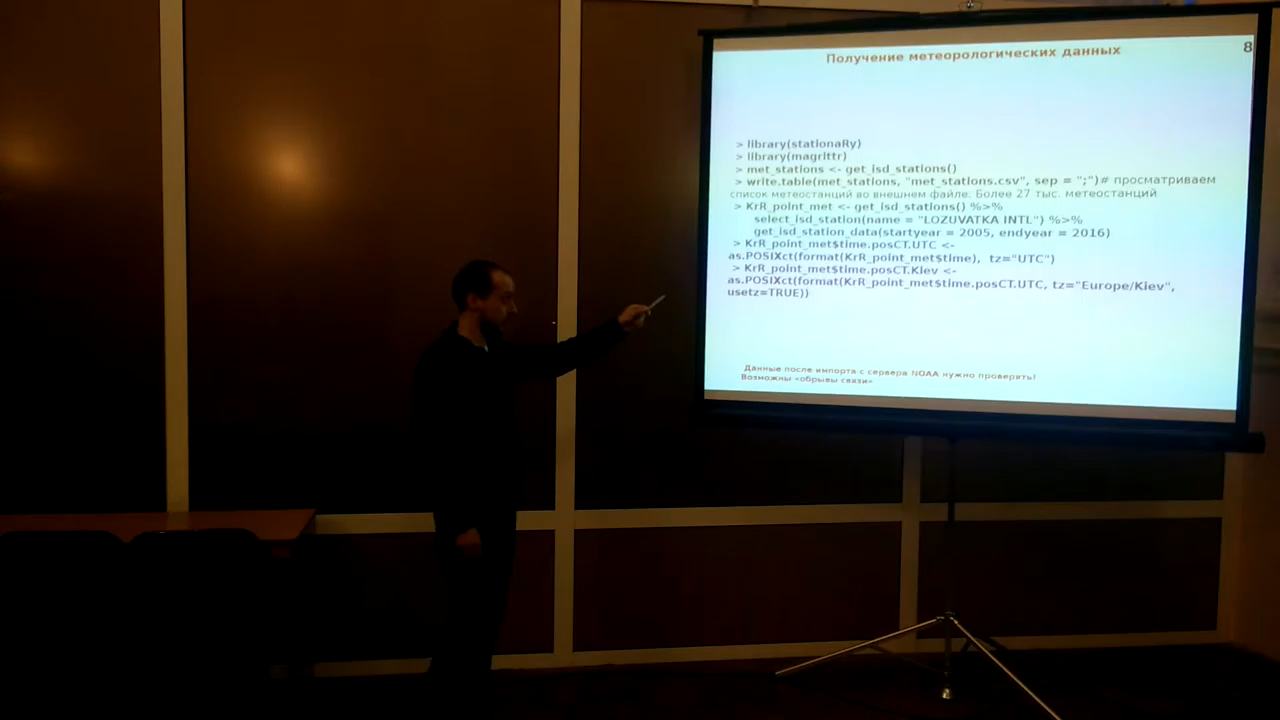 Получение метеорологических данных
8
> library(stationaRy)
> library(magrittr)
> met_stations <- get_isd_stations()
> write.table(met_stations, "met_stations.csv", sep = ";")# просматриваем
список метеостанций во внешнем файле. Более 27 тыс. метеостанций
> KrR_point_met <- get_isd_stations() %>%
select_isd_station(name = "LOZUVATKA INTL") %>%
get_isd_station_data(startyear = 2005, endyear = 2016)
> KrR_point_met$time.posCT.UTC <-
as.POSIXct(format(KrR_point_met$time), tz="UTC")
> KrR_point_met$time.posCT.Kiev <-
as.POSIXct(format(KrR_point_met$time.posCT.UTC, tz="Europe/Kiev",
usetz=TRUE))
Данные после импорта с сервера NOAA нужно проверять!
Возможны «обрывы связи»